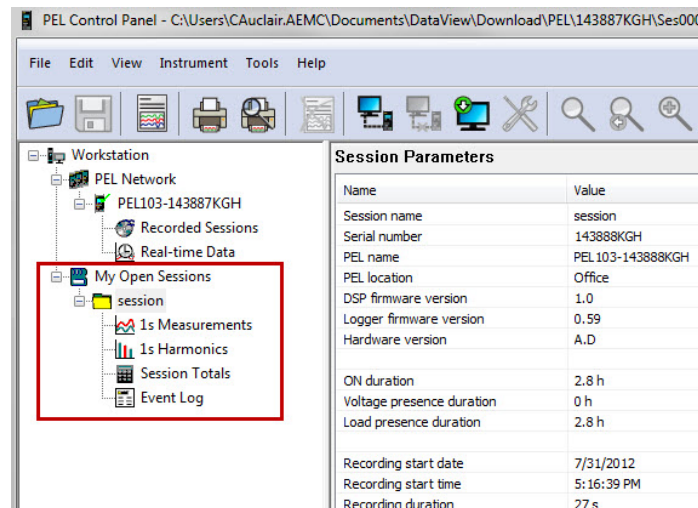 PEL Control Panel - C:\Users\CAuclair.AEMC\Documents\DataView\Download\PEL\143887KGH\Ses000
File Edit View Instrument Tools Help
Workstation
PEL Network
PEL103-143887KGH
Recorded Sessions
Real-time Data
My Open Sessions
session
1s Measurements
1s Harmonics
Session Totals
Event Log
Session Parameters
Name Value
Session name session
Serial number 143888KGH
PEL name PEL103-143888KGH
PEL location Office
DSP firmware version 1.0
Logger firmware version 0.59
Hardware version A.D
ON duration 2.8 h
Voltage presence duration 0 h
Load presence duration 2.8 h
Recording start date 7/31/2012
Recording start time 5:16:39 PM
Recording duration 27 s